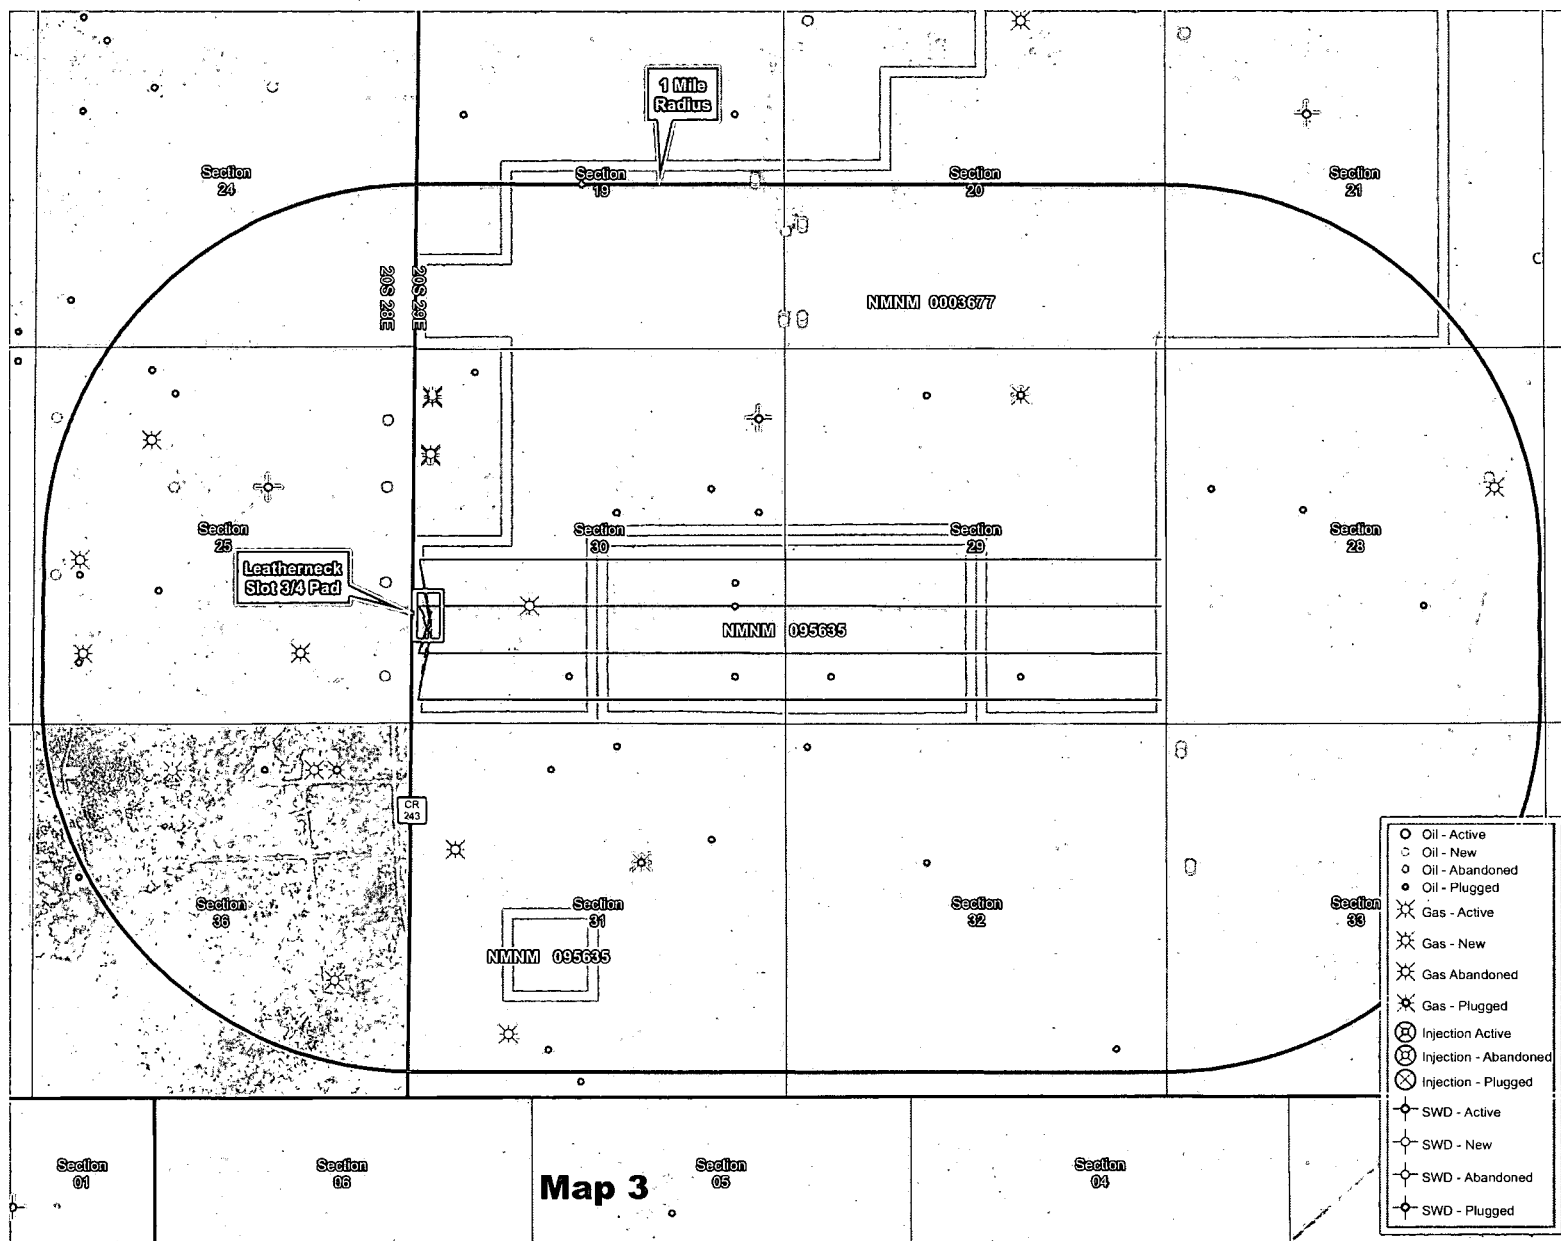 1 Mile
Radius
Section
24
Section
19
Section
20
Section
21
20S 28E
20S 29E
NMNM 0003677
Section
25
Section
30
Section
29
Section
28
Leatherneck
Slot 3/4 Pad
NMNM 095635
CR
243
Section
36
Section
31
Section
32
Section
33
NMNM 095635
Oil - Active
Oil - New
Oil - Abandoned
Oil - Plugged
Gas - Active
Gas - New
Gas Abandoned
Gas - Plugged
Injection Active
Injection - Abandoned
Injection - Plugged
SWD - Active
SWD - New
SWD - Abandoned
SWD - Plugged
Section
01
Section
06
Map 3
Section
05
Section
04